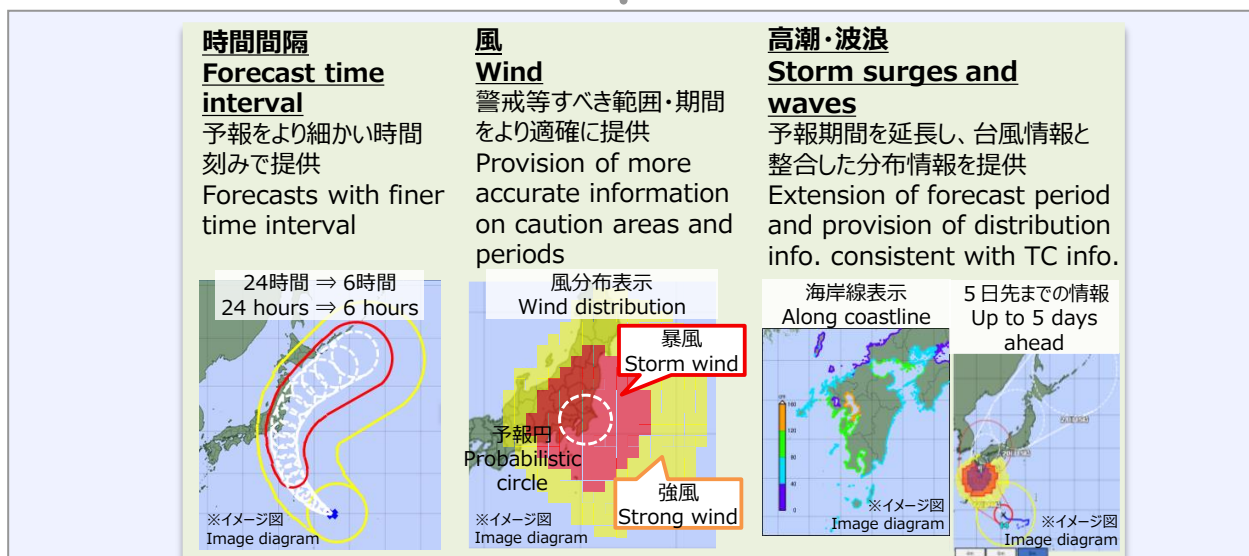 時間間隔
Forecast time
interval
予報をより細かい時間
刻みで提供
Forecasts with finer
time interval
24時間 ⇒ 6時間
24 hours ⇒ 6 hours
※イメージ図
Image diagram
風
Wind
警戒等すべき範囲・期間
をより適確に提供
Provision of more
accurate information
on caution areas and
periods
風分布表示
Wind distribution
暴風
Storm wind
予報円
Probabilistic
circle
強風
Strong wind
※イメージ図
Image diagram
高潮・波浪
Storm surges and
waves
予報期間を延長し、台風情報と
整合した分布情報を提供
Extension of forecast period
and provision of distribution
info. consistent with TC info.
海岸線表示
Along coastline
160
120
80
40
0
※イメージ図
Image diagram
5日先までの情報
Up to 5 days
ahead
※イメージ図
Image diagram